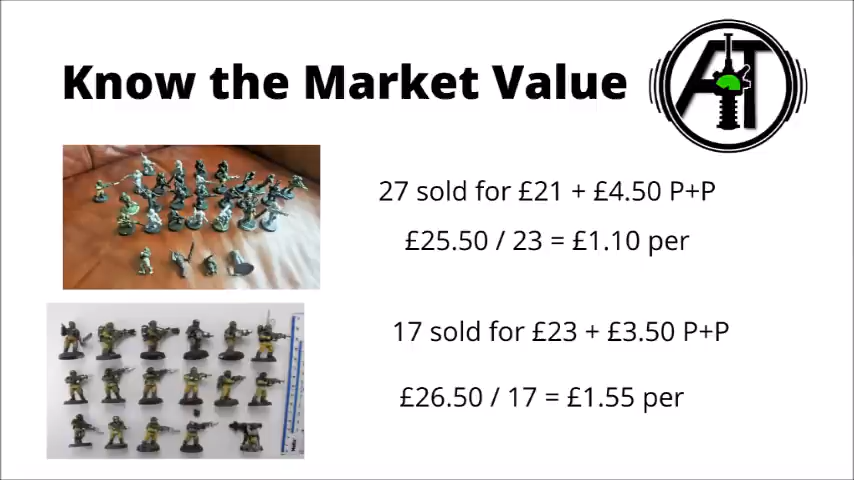 Know the Market Value
AT
27 sold for £21 + £4.50 P+P
£25.50 / 23 = £1.10 per
17 sold for £23 + £3.50 P+P
£26.50 / 17 = £1.55 per